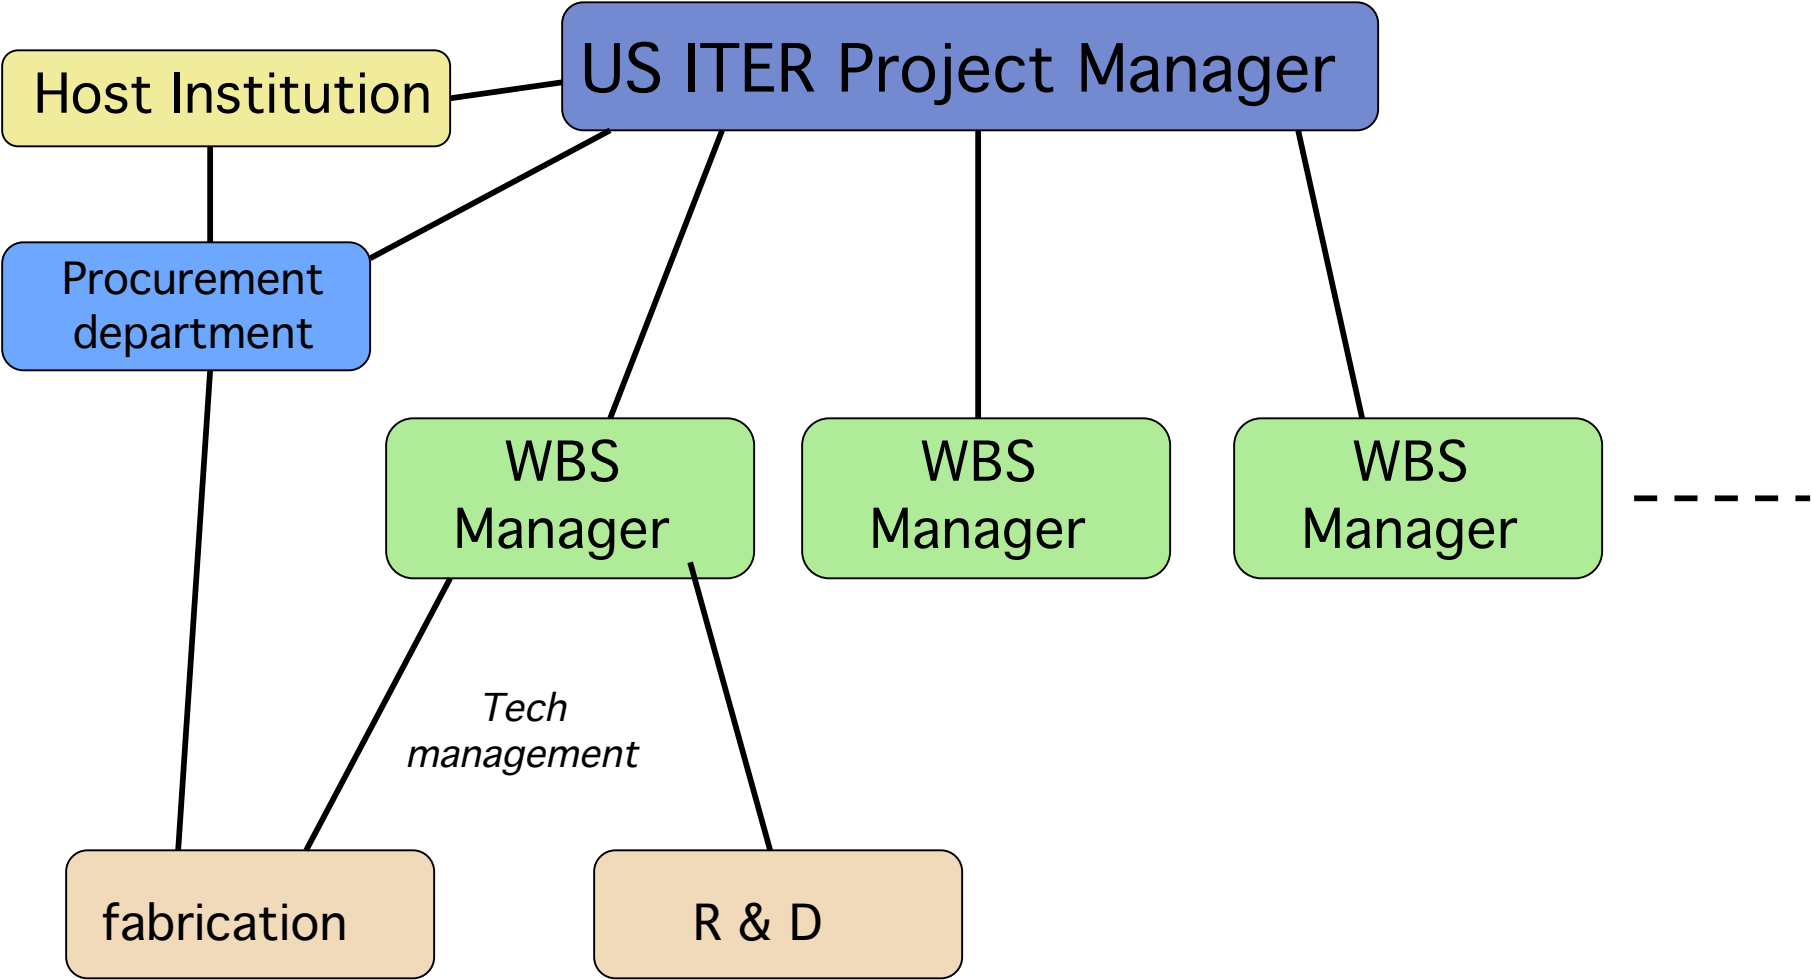 US ITER Project Manager
Host Institution
Procurement
department
WBS
Manager
WBS
Manager
WBS
Manager
Tech
management
fabrication
R & D